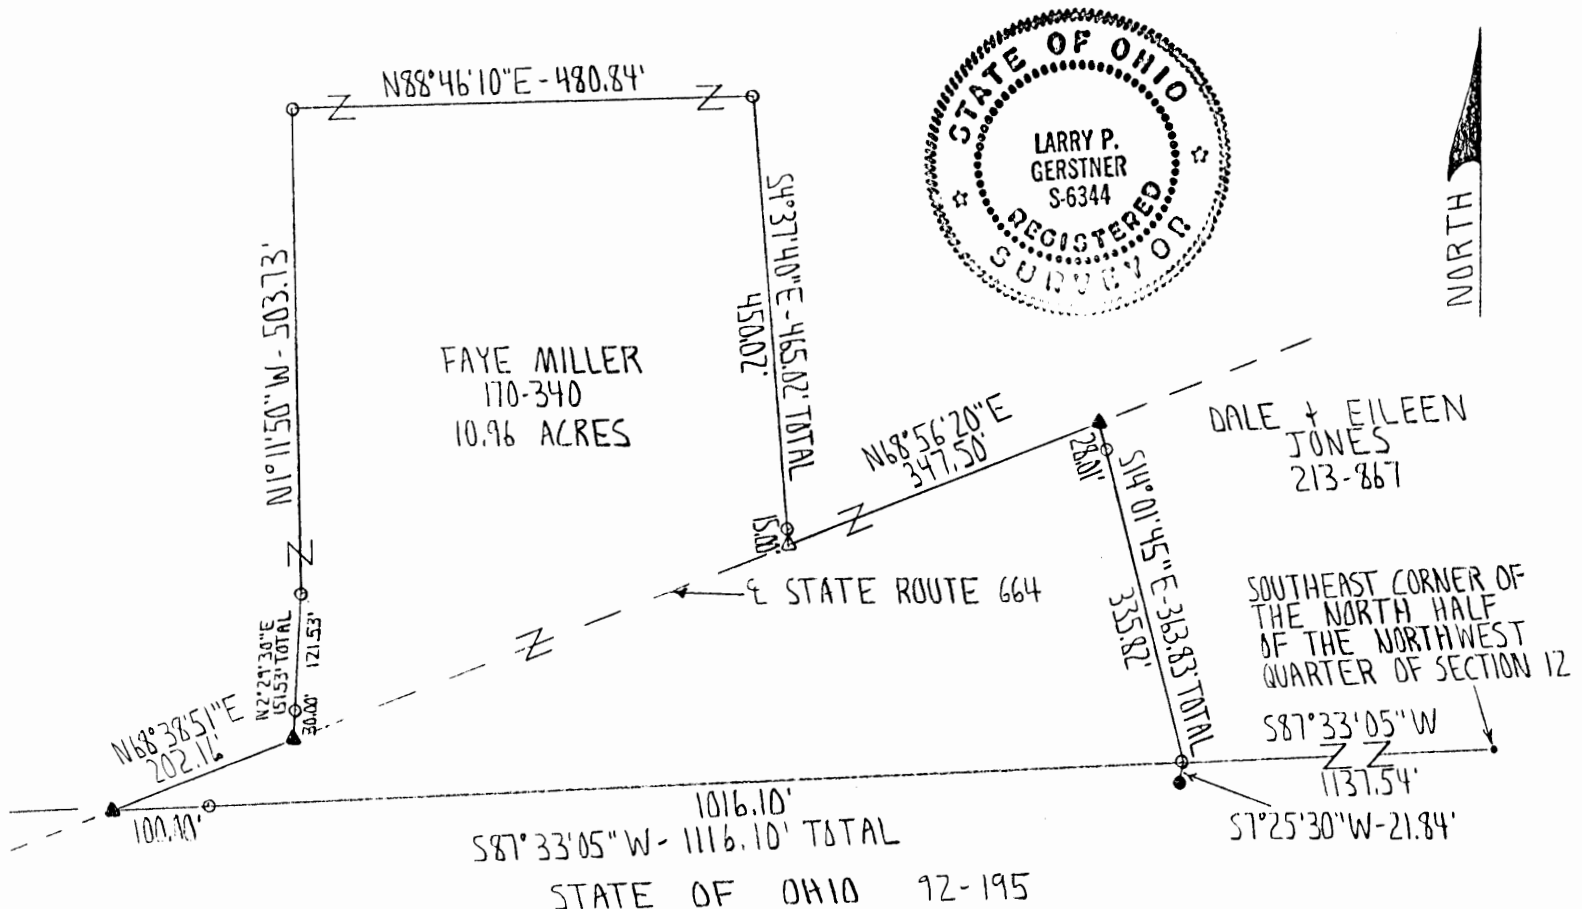 N88°46'10"E - 480.84'
STATE OF OHIO
LARRY P.
GERSTNER
S-6344
REGISTERED
SURVEYOR
NORTH
N1°11'50"W - 503.73'
FAYE MILLER
170-340
10.96 ACRES
S4°37'40"E - 465.02' TOTAL
450.02'
15.00'
N68°56'20"E
347.50'
28.01'
S14°01'45"E - 363.83' TOTAL
335.82'
DALE + EILEEN
JONES
213-867
℄ STATE ROUTE 664
SOUTHEAST CORNER OF
THE NORTH HALF
OF THE NORTHWEST
QUARTER OF SECTION 12
N2°29'30"E
151.53' TOTAL
121.53'
30.00'
N68°38'51"E
202.16'
S87°33'05"W
1137.54'
100.00'
1016.10'
S87°33'05"W - 1116.10' TOTAL
S7°25'30"W - 21.84'
STATE OF OHIO 92-195